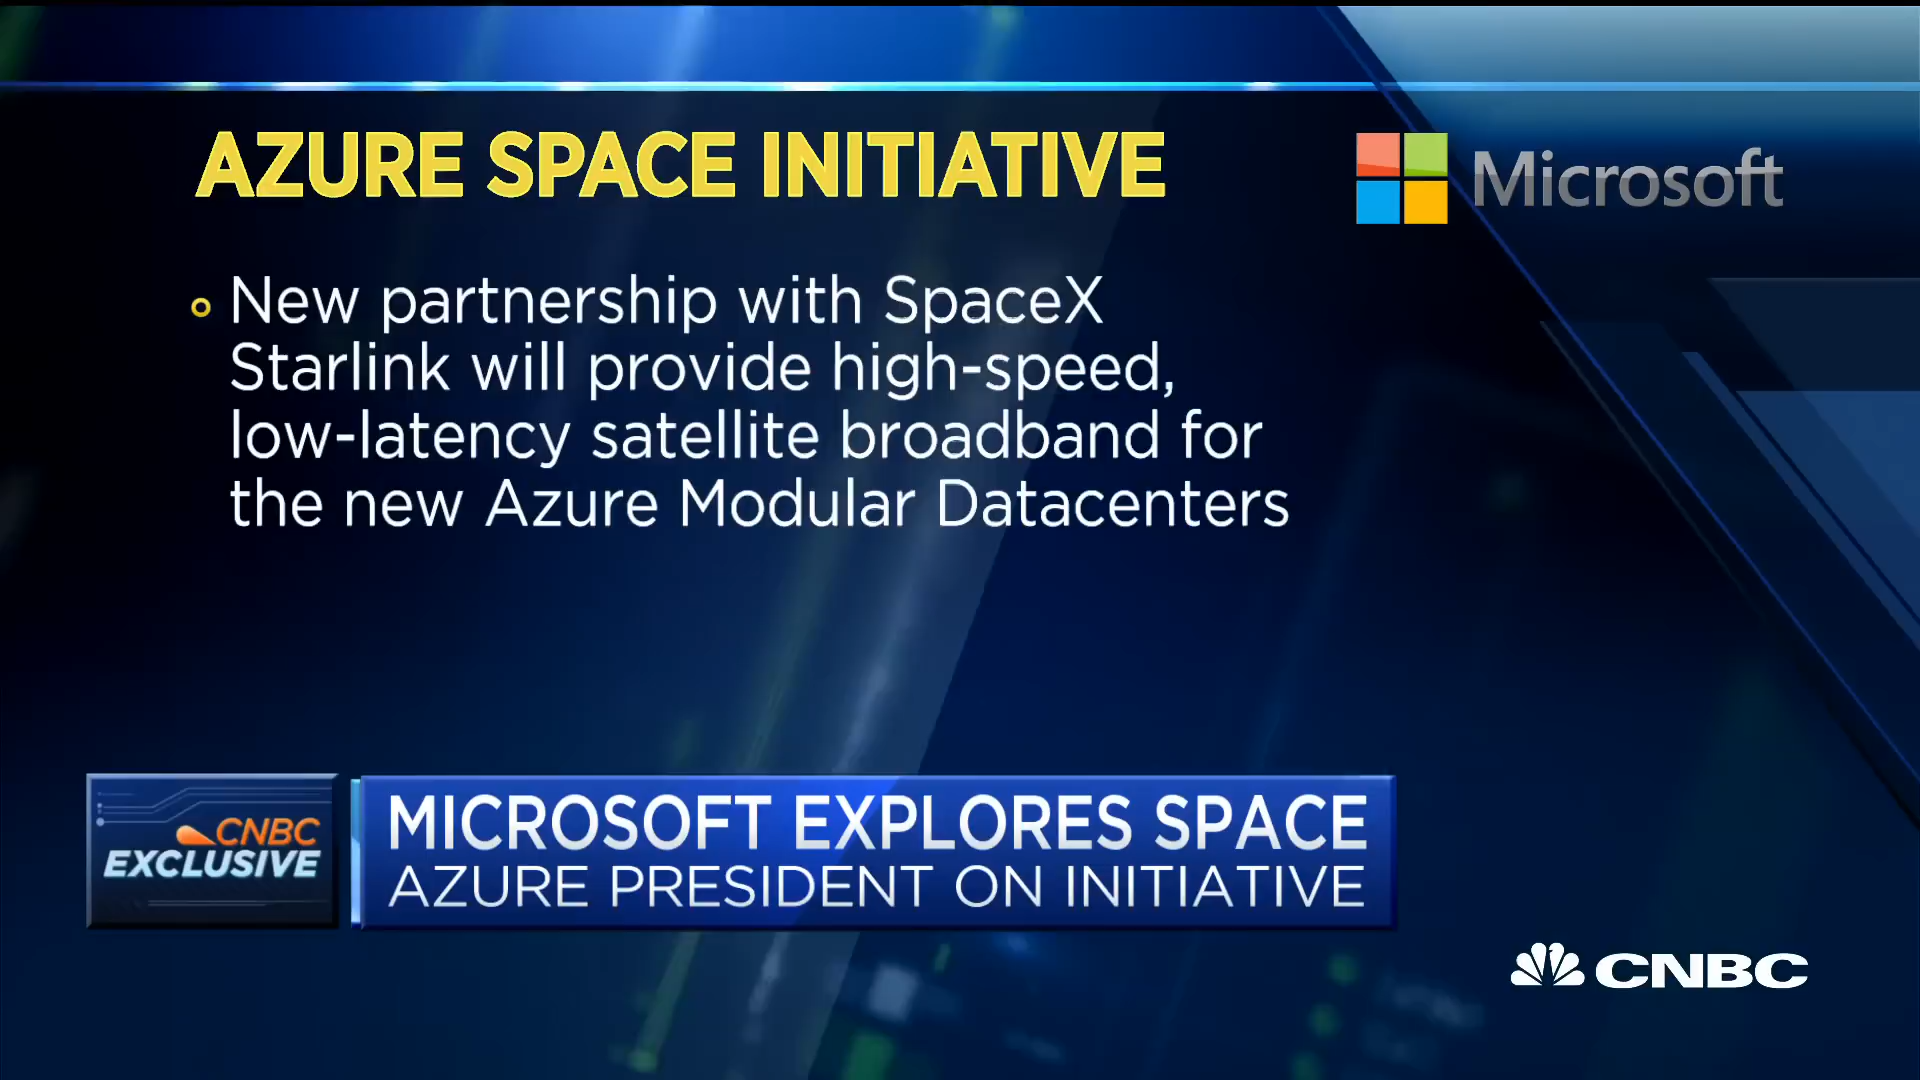 AZURE SPACE INITIATIVE
Microsoft
New partnership with SpaceX
Starlink will provide high-speed,
low-latency satellite broadband for
the new Azure Modular Datacenters
CNBC
EXCLUSIVE
MICROSOFT EXPLORES SPACE
AZURE PRESIDENT ON INITIATIVE
CNBC